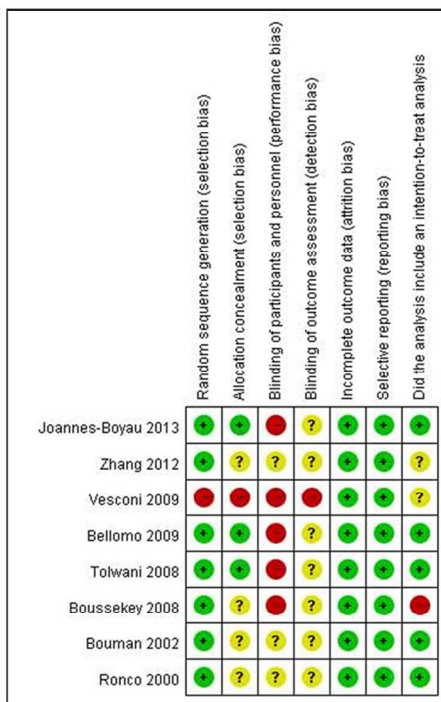 Random sequence generation (selection bias)
Allocation concealment (selection bias)
Blinding of participants and personnel (performance bias)
Blinding of outcome assessment (detection bias)
Incomplete outcome data (attrition bias)
Selective reporting (reporting bias)
Did the analysis include an intention-to-treat analysis
Joannes-Boyau 2013 + + - ? + + +
Zhang 2012 + ? ? ? + + ?
Vesconi 2009 - - - - + + ?
Bellomo 2009 + + - ? + + +
Tolwani 2008 + + - ? + + +
Boussekey 2008 + ? - ? + + -
Bouman 2002 + ? ? ? + + +
Ronco 2000 + ? ? ? + + +